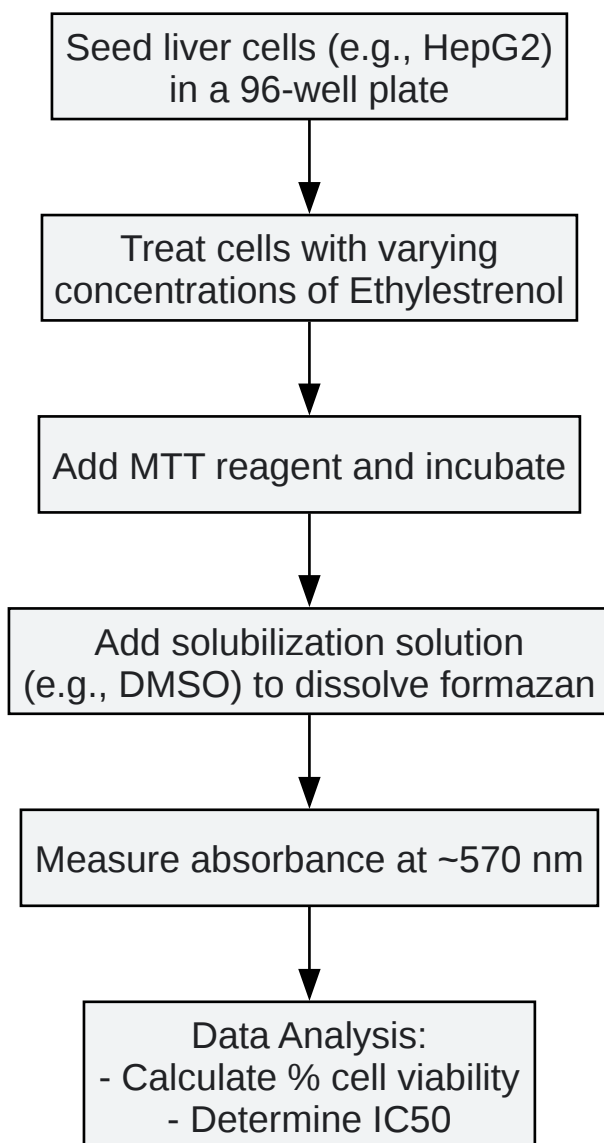 Seed liver cells (e.g., HepG2)
in a 96-well plate
Treat cells with varying
concentrations of Ethylestrenol
Add MTT reagent and incubate
Add solubilization solution
(e.g., DMSO) to dissolve formazan
Measure absorbance at ~570 nm
Data Analysis:
- Calculate % cell viability
- Determine IC50